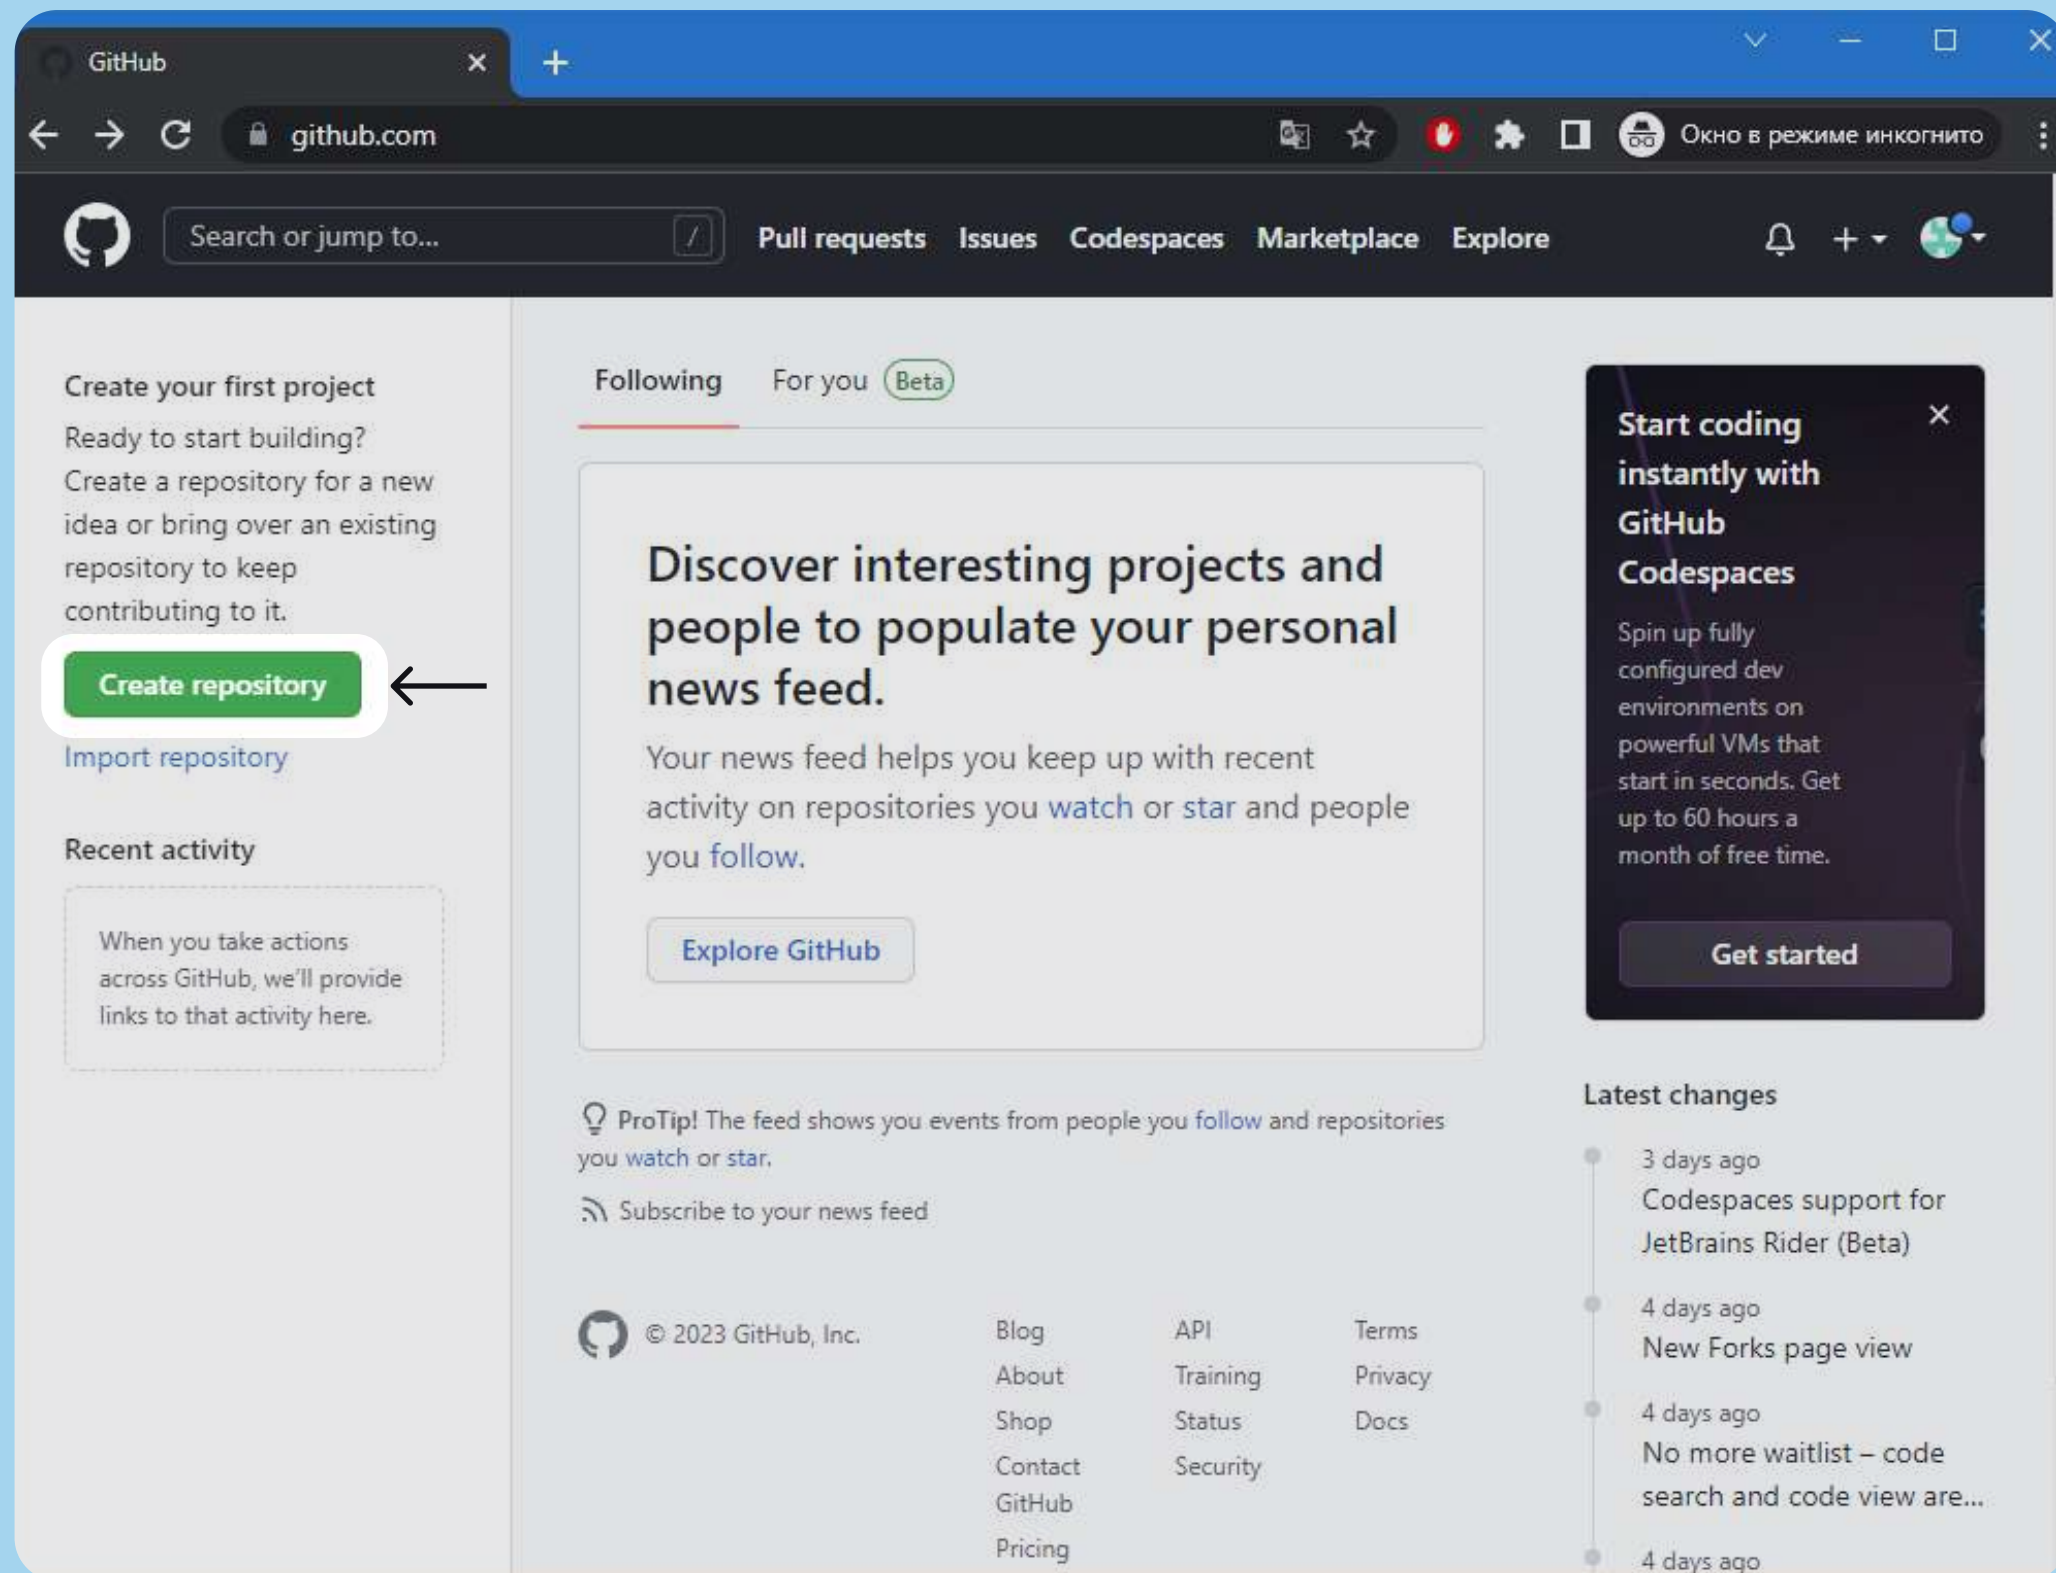 GitHub
github.com
Окно в режиме инкогнито
Search or jump to...
/
Pull requests
Issues
Codespaces
Marketplace
Explore
Create your first project
Ready to start building?
Create a repository for a new
idea or bring over an existing
repository to keep
contributing to it.
Create repository
Import repository
Recent activity
When you take actions
across GitHub, we'll provide
links to that activity here.
Following
For you
Beta
Discover interesting projects and
people to populate your personal
news feed.
Your news feed helps you keep up with recent
activity on repositories you watch or star and people
you follow.
Explore GitHub
ProTip! The feed shows you events from people you follow and repositories
you watch or star.
Subscribe to your news feed
© 2023 GitHub, Inc.
Blog
About
Shop
Contact
GitHub
Pricing
API
Training
Status
Security
Terms
Privacy
Docs
Start coding
instantly with
GitHub
Codespaces
Spin up fully
configured dev
environments on
powerful VMs that
start in seconds. Get
up to 60 hours a
month of free time.
Get started
Latest changes
3 days ago
Codespaces support for
JetBrains Rider (Beta)
4 days ago
New Forks page view
4 days ago
No more waitlist – code
search and code view are...
4 days ago